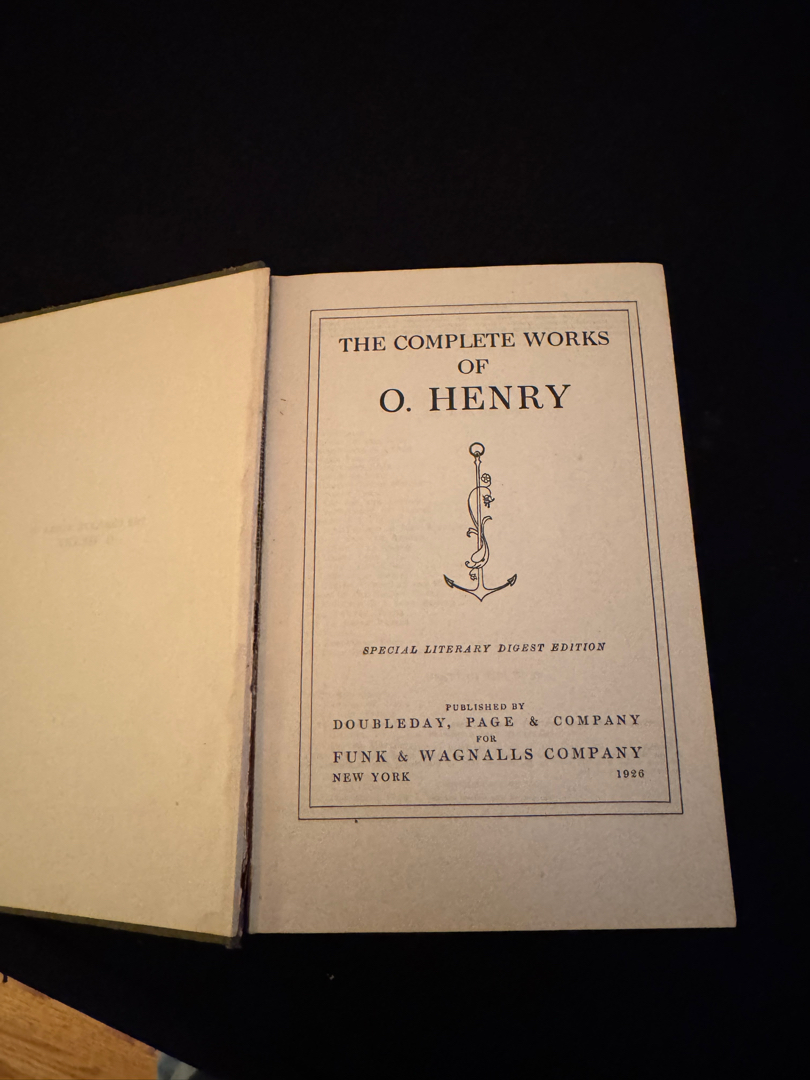 THE COMPLETE WORKS
OF
O. HENRY
SPECIAL LITERARY DIGEST EDITION
PUBLISHED BY
DOUBLEDAY, PAGE & COMPANY
FOR
FUNK & WAGNALLS COMPANY
NEW YORK 1926